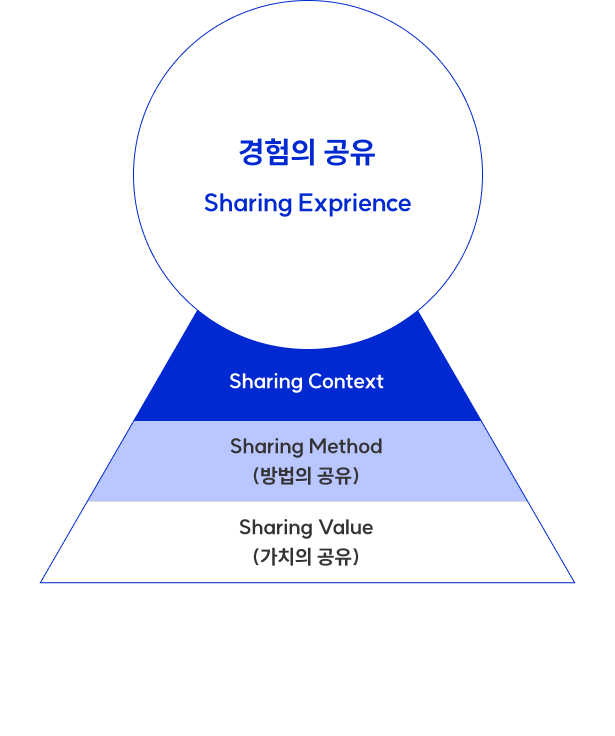 경험의 공유
Sharing Exprience
Sharing Context
Sharing Method
(방법의 공유)
Sharing Value
(가치의 공유)